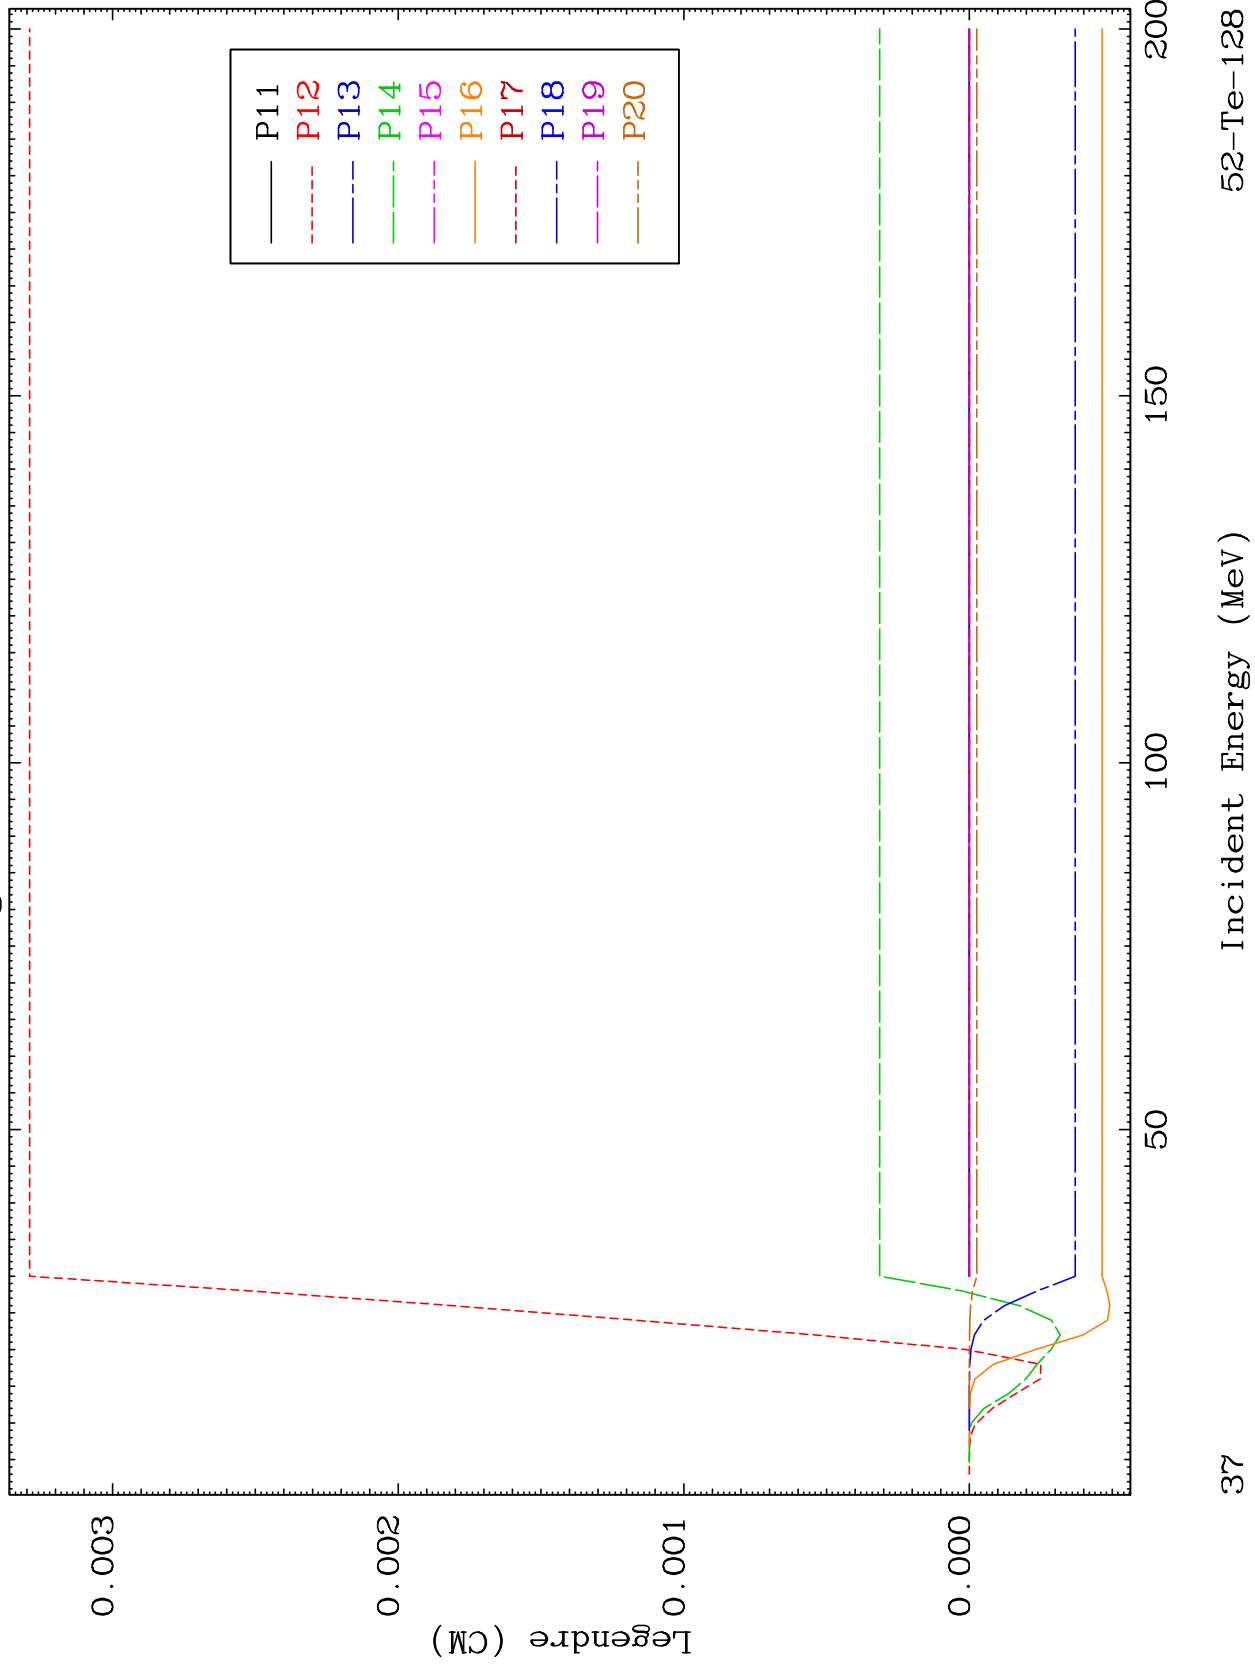 P11
P12
P13
P14
P15
P16
P17
P18
P19
P20
0.003
0.002
0.001
0.000
Legendre (CM)
50
100
150
200
Incident Energy (MeV)
37
52-Te-128